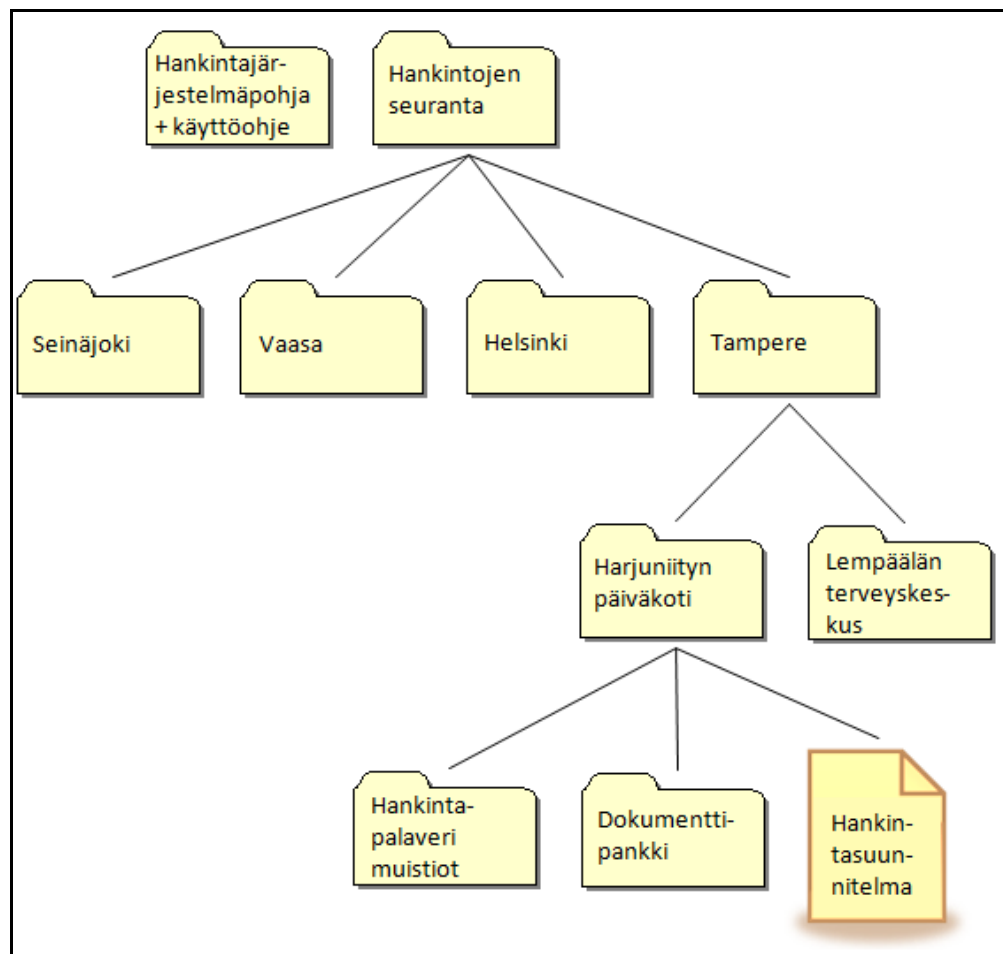 Hankintajär-
jestelmäpohja
+ käyttöohje
Hankintojen
seuranta
Seinäjoki
Vaasa
Helsinki
Tampere
Harjuniityn
päiväkoti
Lempäälän
terveyskes-
kus
Hankinta-
palaveri
muistiot
Dokumentti-
pankki
Hankin-
tasuun-
nitelma